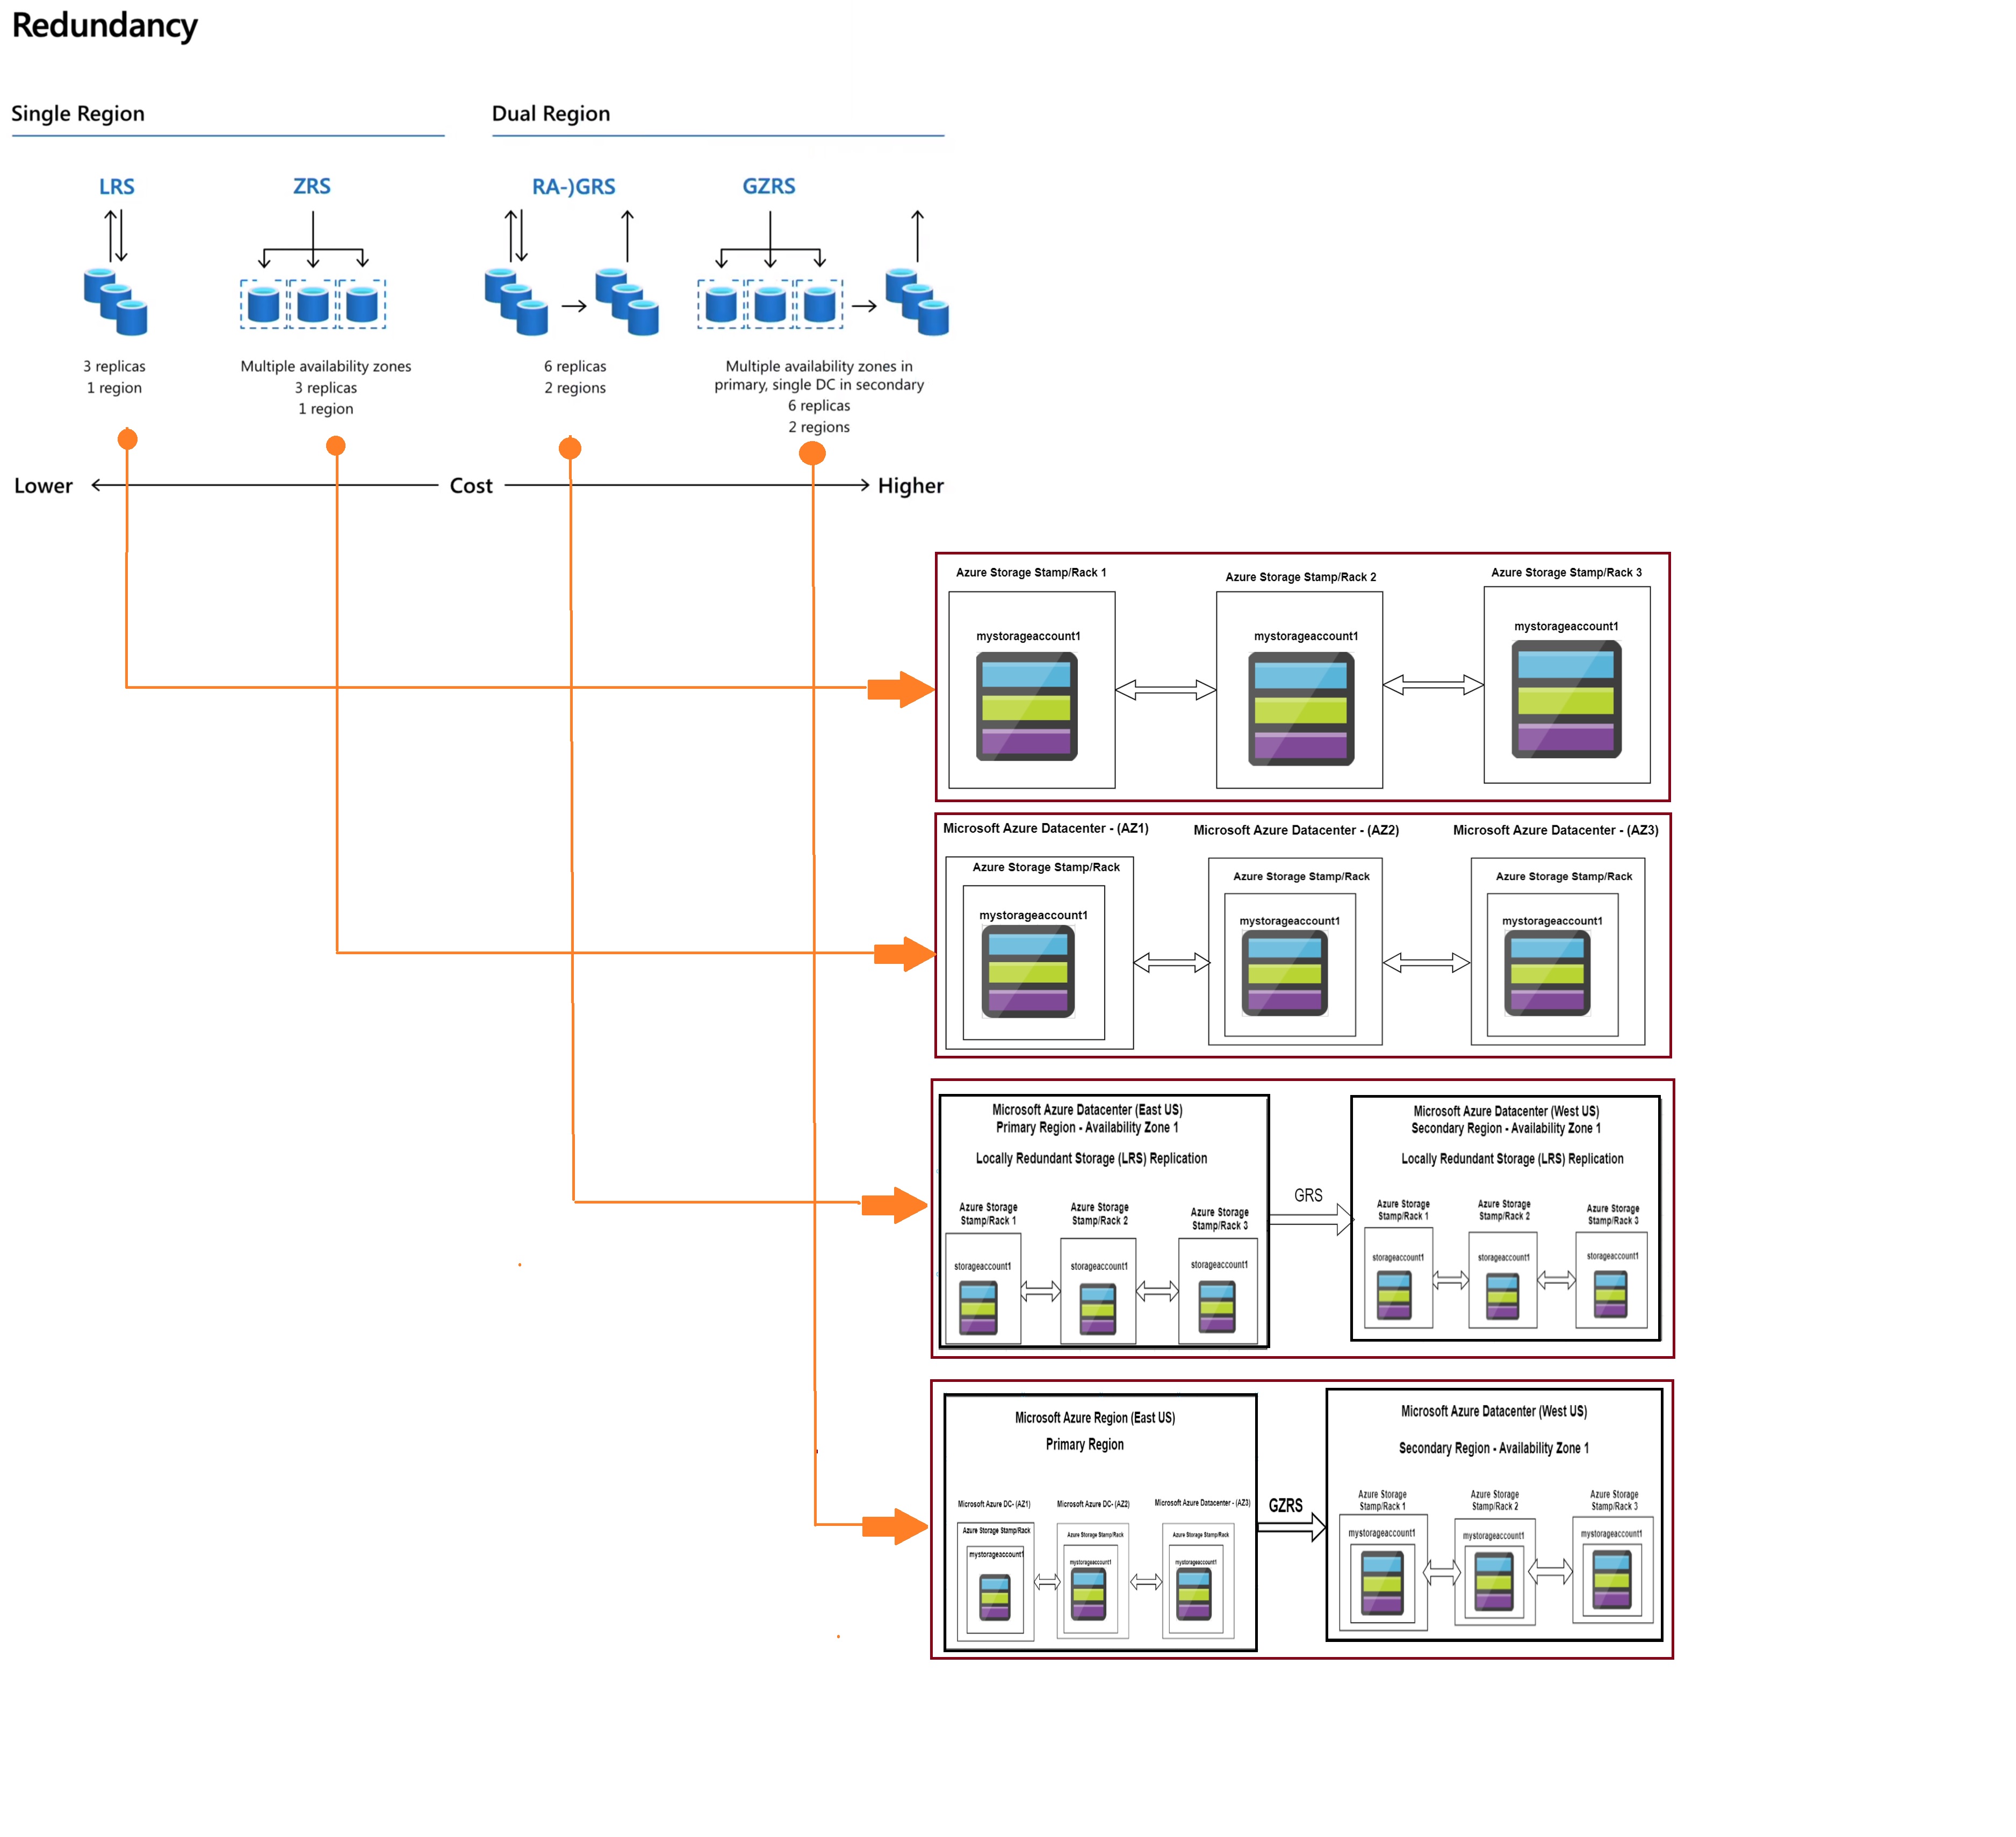 Redundancy
Single Region
Dual Region
LRS
ZRS
RA-)GRS
GZRS
3 replicas
1 region
Multiple availability zones
3 replicas
1 region
6 replicas
2 regions
Multiple availability zones in
primary, single DC in secondary
6 replicas
2 regions
Lower
Cost
Higher
Azure Storage Stamp/Rack 1
Azure Storage Stamp/Rack 2
Azure Storage Stamp/Rack 3
mystorageaccount1
mystorageaccount1
mystorageaccount1
Microsoft Azure Datacenter - (AZ1)
Microsoft Azure Datacenter - (AZ2)
Microsoft Azure Datacenter - (AZ3)
Azure Storage Stamp/Rack
Azure Storage Stamp/Rack
Azure Storage Stamp/Rack
mystorageaccount1
mystorageaccount1
mystorageaccount1
Microsoft Azure Datacenter (East US)
Primary Region - Availability Zone 1
Locally Redundant Storage (LRS) Replication
Azure Storage
Stamp/Rack 1
Azure Storage
Stamp/Rack 2
Azure Storage
Stamp/Rack 3
storageaccount1
storageaccount1
storageaccount1
GRS
Microsoft Azure Datacenter (West US)
Secondary Region - Availability Zone 1
Locally Redundant Storage (LRS) Replication
Azure Storage
Stamp/Rack 1
Azure Storage
Stamp/Rack 2
Azure Storage
Stamp/Rack 3
storageaccount1
storageaccount1
storageaccount1
Microsoft Azure Region (East US)
Primary Region
Microsoft Azure DC- (AZ1)
Microsoft Azure DC- (AZ2)
Microsoft Azure Datacenter - (AZ3)
Azure Storage Stamp/Rack
Azure Storage Stamp/Rack
Azure Storage Stamp/Rack
mystorageaccount1
mystorageaccount1
mystorageaccount1
GZRS
Microsoft Azure Datacenter (West US)
Secondary Region - Availability Zone 1
Azure Storage
Stamp/Rack 1
Azure Storage
Stamp/Rack 2
Azure Storage
Stamp/Rack 3
mystorageaccount1
mystorageaccount1
mystorageaccount1